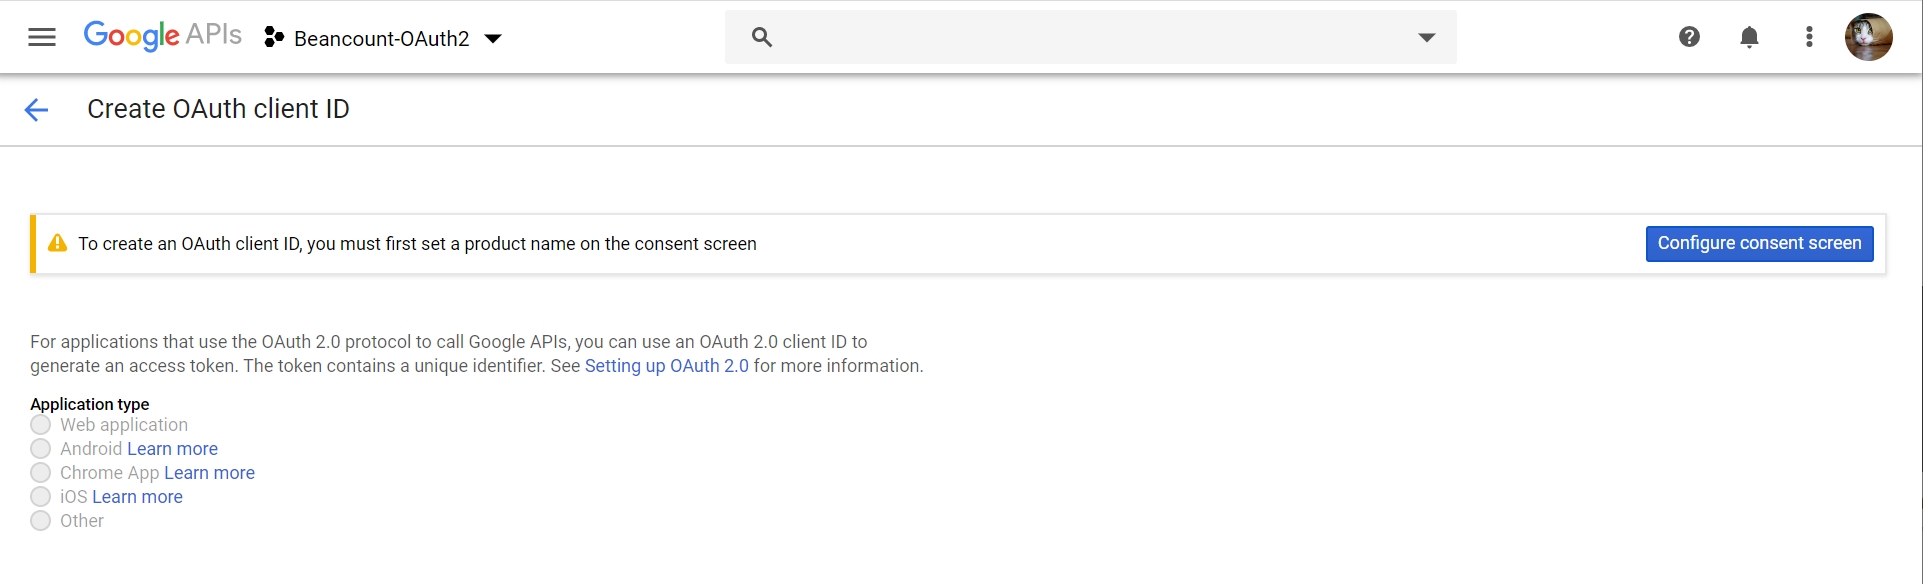 Google APIs Beancount-OAuth2
Create OAuth client ID
To create an OAuth client ID, you must first set a product name on the consent screen
Configure consent screen
For applications that use the OAuth 2.0 protocol to call Google APIs, you can use an OAuth 2.0 client ID to
generate an access token. The token contains a unique identifier. See Setting up OAuth 2.0 for more information.
Application type
Web application
Android Learn more
Chrome App Learn more
iOS Learn more
Other